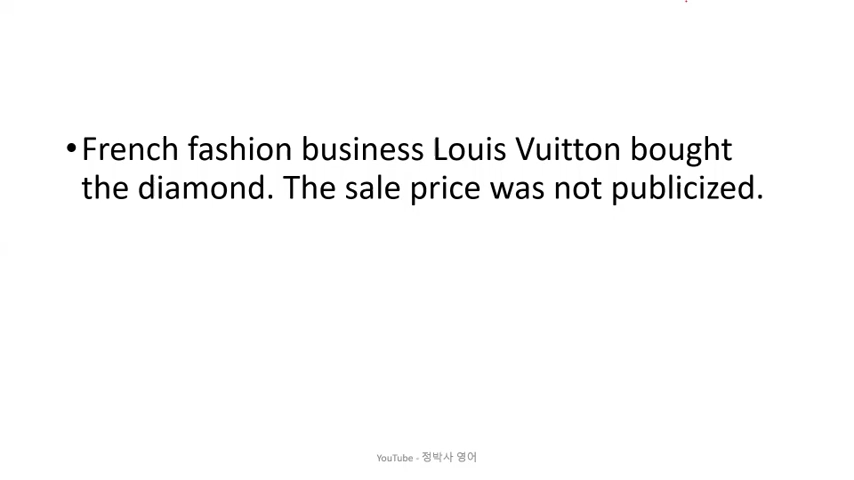 •French fashion business Louis Vuitton bought
the diamond. The sale price was not publicized.
YouTube - 정박사 영어